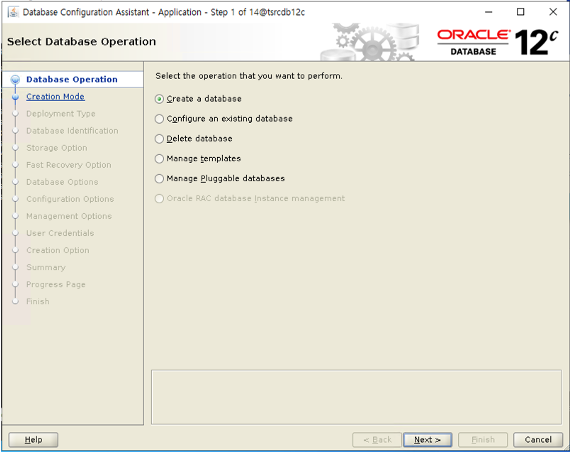 Database Configuration Assistant - Application - Step 1 of 14@tsrcdb12c
Select Database Operation
ORACLE
DATABASE 12c
Database Operation
Creation Mode
Deployment Type
Database Identification
Storage Option
Fast Recovery Option
Database Options
Configuration Options
Management Options
User Credentials
Creation Option
Summary
Progress Page
Finish
Select the operation that you want to perform.
Create a database
Configure an existing database
Delete database
Manage templates
Manage Pluggable databases
Oracle RAC database Instance management
Help
< Back
Next >
Finish
Cancel